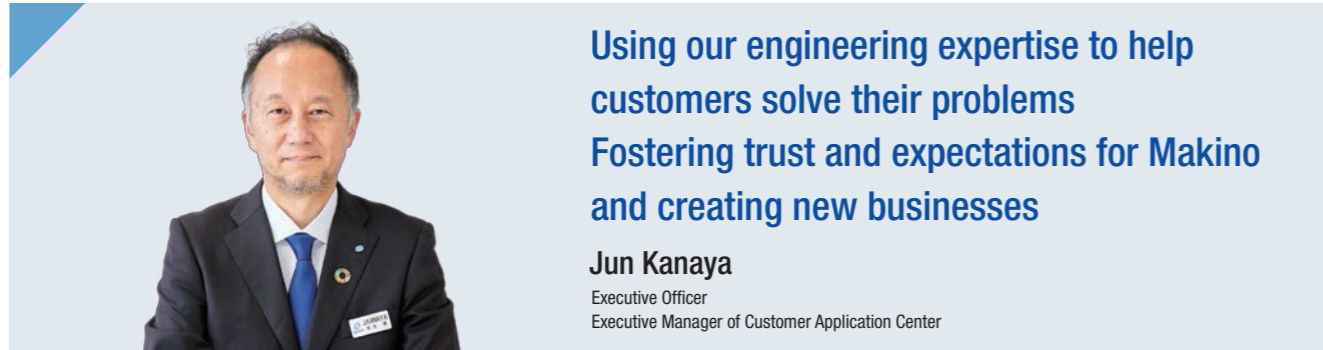 Using our engineering expertise to help
customers solve their problems
Fostering trust and expectations for Makino
and creating new businesses
Jun Kanaya
Executive Officer
Executive Manager of Customer Application Center